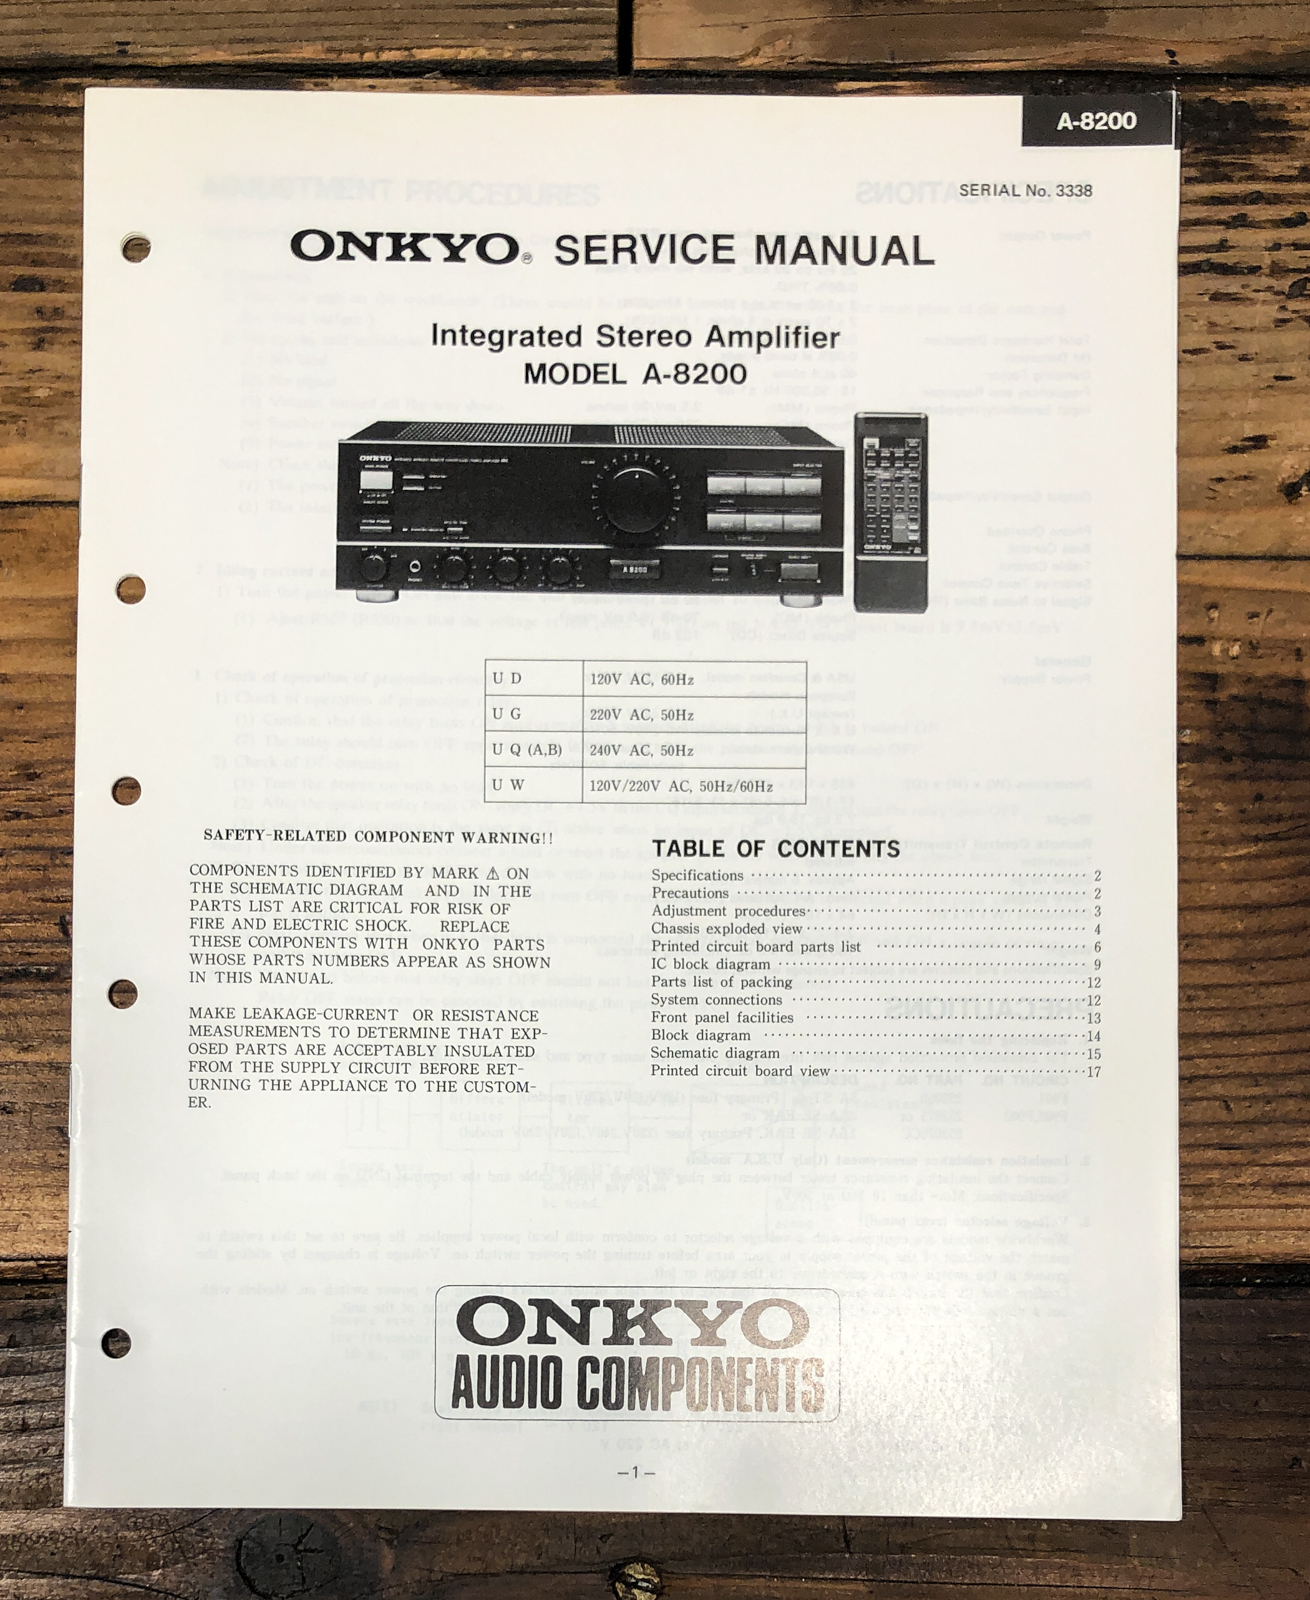 A-8200
SERIAL No. 3338
ONKYO® SERVICE MANUAL
Integrated Stereo Amplifier
MODEL A-8200
ONKYO
A-8200
ONKYO
U D 120V AC, 60Hz
U G 220V AC, 50Hz
U Q (A,B) 240V AC, 50Hz
U W 120V/220V AC, 50Hz/60Hz
SAFETY-RELATED COMPONENT WARNING!!
COMPONENTS IDENTIFIED BY MARK ⚠ ON
THE SCHEMATIC DIAGRAM AND IN THE
PARTS LIST ARE CRITICAL FOR RISK OF
FIRE AND ELECTRIC SHOCK. REPLACE
THESE COMPONENTS WITH ONKYO PARTS
WHOSE PARTS NUMBERS APPEAR AS SHOWN
IN THIS MANUAL.
MAKE LEAKAGE-CURRENT OR RESISTANCE
MEASUREMENTS TO DETERMINE THAT EXP-
OSED PARTS ARE ACCEPTABLY INSULATED
FROM THE SUPPLY CIRCUIT BEFORE RET-
URNING THE APPLIANCE TO THE CUSTOM-
ER.
TABLE OF CONTENTS
Specifications 2
Precautions 2
Adjustment procedures 3
Chassis exploded view 4
Printed circuit board parts list 6
IC block diagram 9
Parts list of packing 12
System connections 12
Front panel facilities 13
Block diagram 14
Schematic diagram 15
Printed circuit board view 17
ONKYO
AUDIO COMPONENTS
—1—